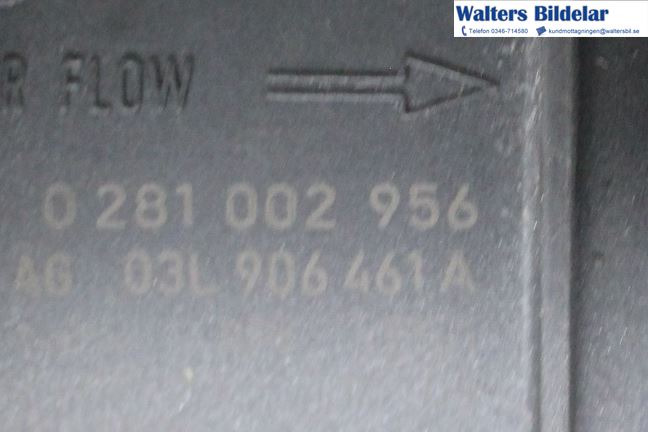 Walters Bildelar
Telefon 0346-714580 kundmottagningen@waltersbil.se
R FLOW
0 281 002 956
AG 03L 906 461 A